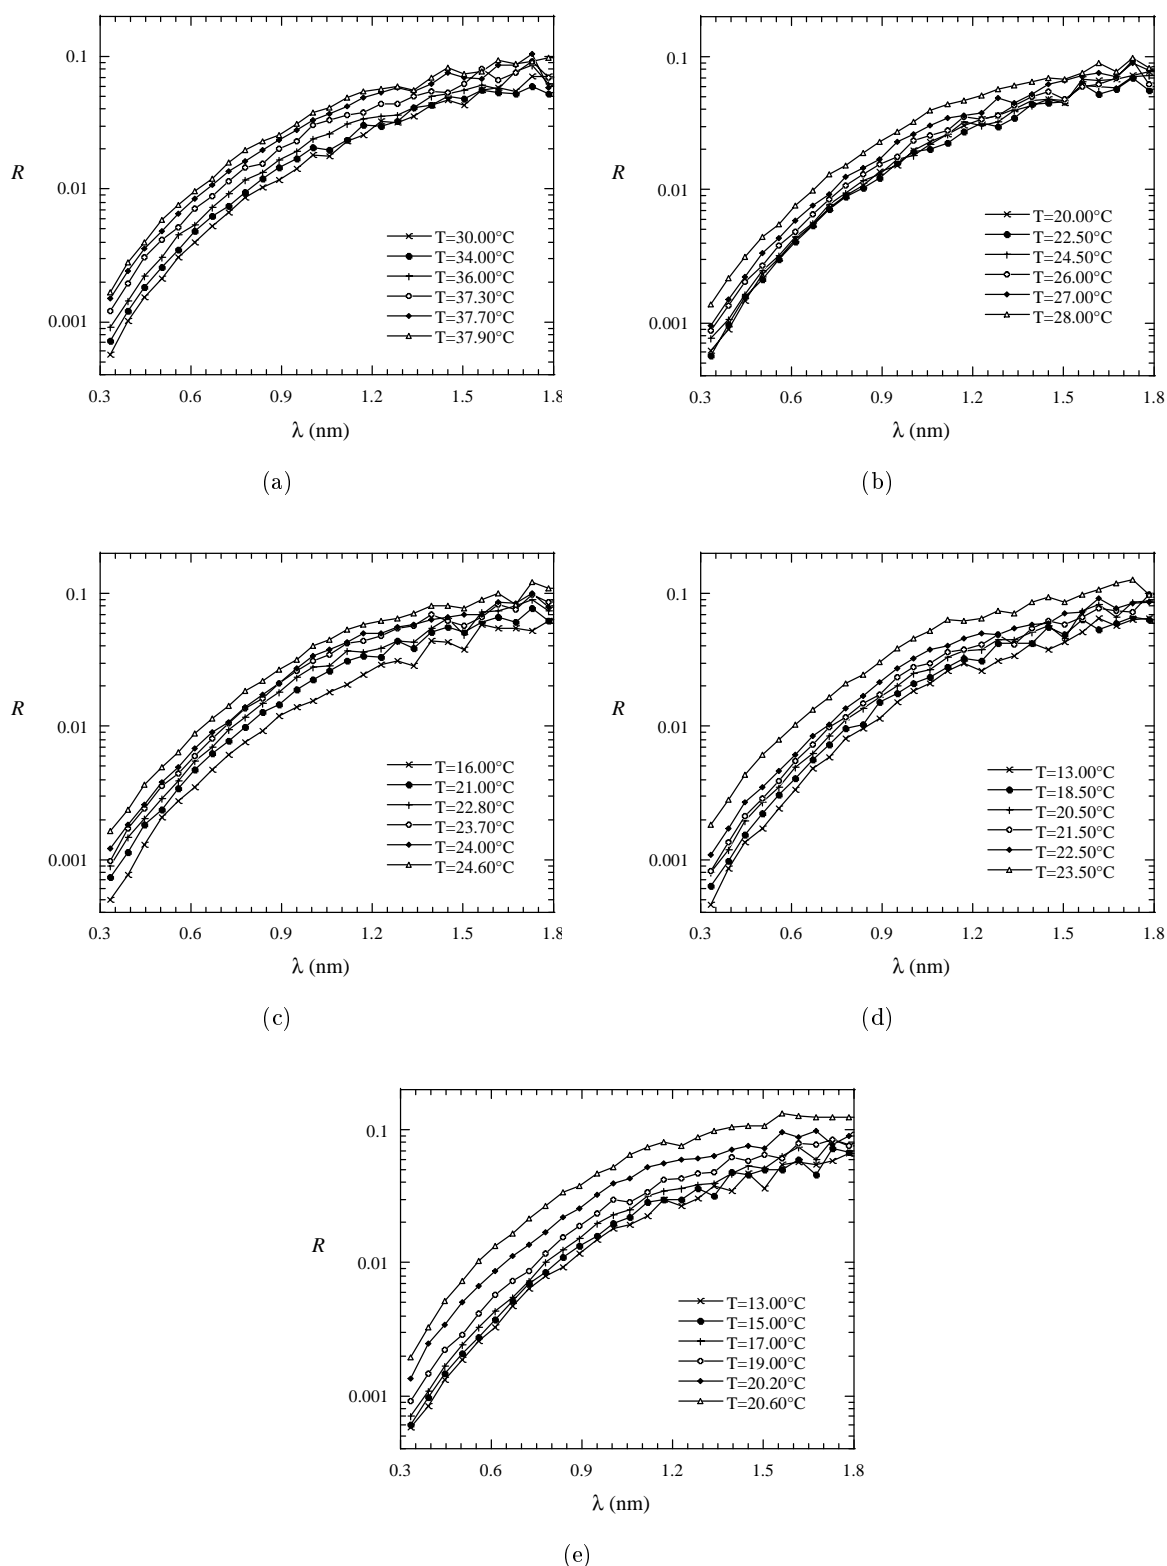 0.1
0.01
0.001
R
T=30.00°C
T=34.00°C
T=36.00°C
T=37.30°C
T=37.70°C
T=37.90°C
0.3 0.6 0.9 1.2 1.5 1.8
λ (nm)
(a)
0.1
0.01
0.001
R
T=20.00°C
T=22.50°C
T=24.50°C
T=26.00°C
T=27.00°C
T=28.00°C
0.3 0.6 0.9 1.2 1.5 1.8
λ (nm)
(b)
0.1
0.01
0.001
R
T=16.00°C
T=21.00°C
T=22.80°C
T=23.70°C
T=24.00°C
T=24.60°C
0.3 0.6 0.9 1.2 1.5 1.8
λ (nm)
(c)
0.1
0.01
0.001
R
T=13.00°C
T=18.50°C
T=20.50°C
T=21.50°C
T=22.50°C
T=23.50°C
0.3 0.6 0.9 1.2 1.5 1.8
λ (nm)
(d)
0.1
0.01
0.001
R
T=13.00°C
T=15.00°C
T=17.00°C
T=19.00°C
T=20.20°C
T=20.60°C
0.3 0.6 0.9 1.2 1.5 1.8
λ (nm)
(e)